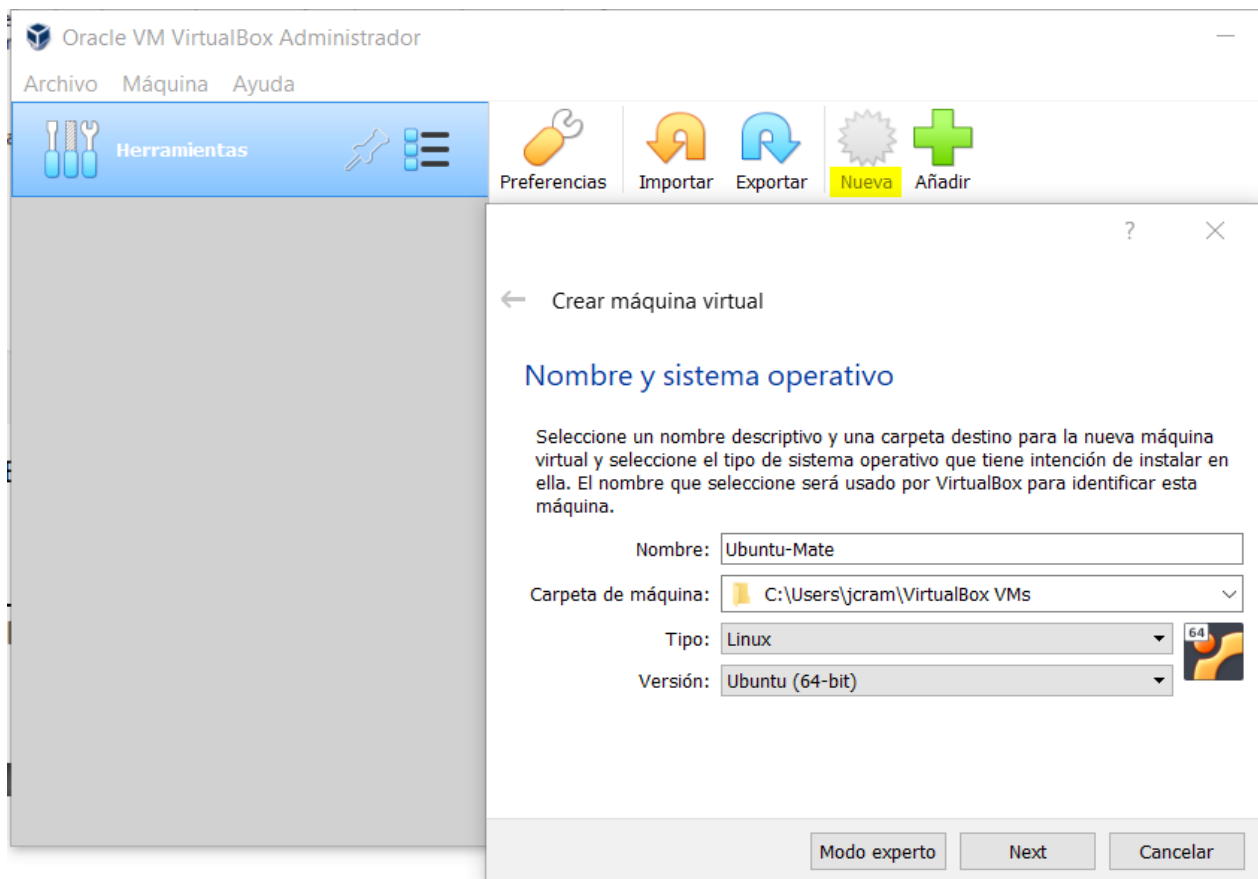 Oracle VM VirtualBox Administrador
Archivo Máquina Ayuda
Herramientas
Preferencias Importar Exportar Nueva Añadir
?
Crear máquina virtual
Nombre y sistema operativo
Seleccione un nombre descriptivo y una carpeta destino para la nueva máquina
virtual y seleccione el tipo de sistema operativo que tiene intención de instalar en
ella. El nombre que seleccione será usado por VirtualBox para identificar esta
máquina.
Nombre: Ubuntu-Mate
Carpeta de máquina: C:\Users\jcram\VirtualBox VMs
Tipo: Linux
64
Versión: Ubuntu (64-bit)
Modo experto Next Cancelar